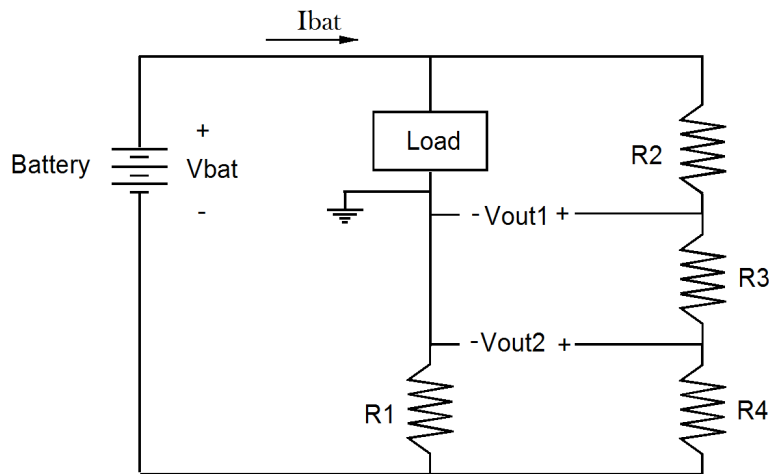 Ibat
+
Load
R2
Battery
Vbat
-
-Vout1 +
R3
-Vout2 +
R1
R4